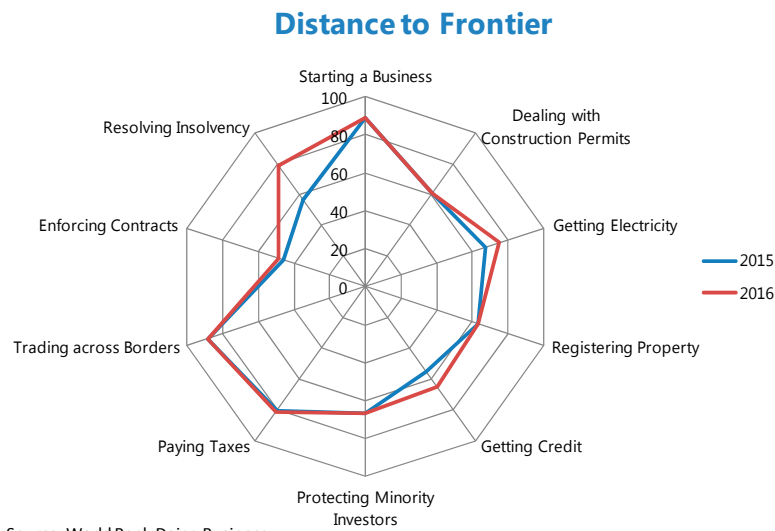 Distance to Frontier
Starting a Business
100
80
60
40
20
0
Dealing with
Construction Permits
Getting Electricity
Registering Property
Getting Credit
Protecting Minority
Investors
Paying Taxes
Trading across Borders
Enforcing Contracts
Resolving Insolvency
2015
2016